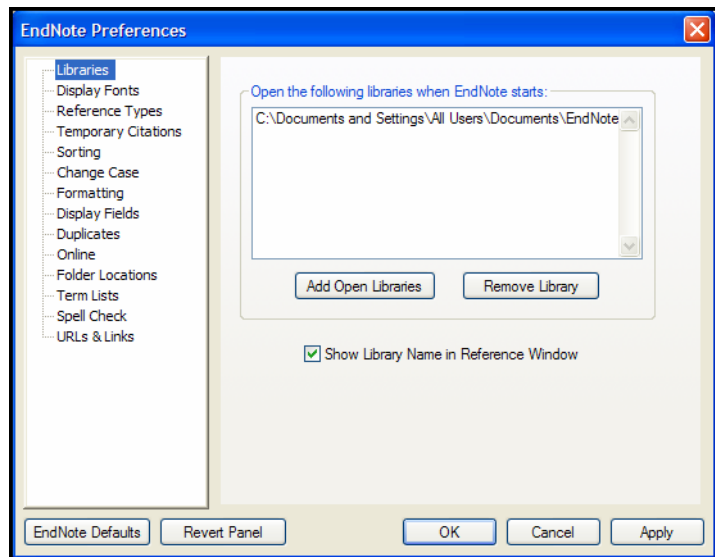 EndNote Preferences
Libraries
Display Fonts
Reference Types
Temporary Citations
Sorting
Change Case
Formatting
Display Fields
Duplicates
Online
Folder Locations
Term Lists
Spell Check
URLs & Links
Open the following libraries when EndNote starts:
C:\Documents and Settings\All Users\Documents\EndNote
Add Open Libraries Remove Library
Show Library Name in Reference Window
EndNote Defaults Revert Panel OK Cancel Apply